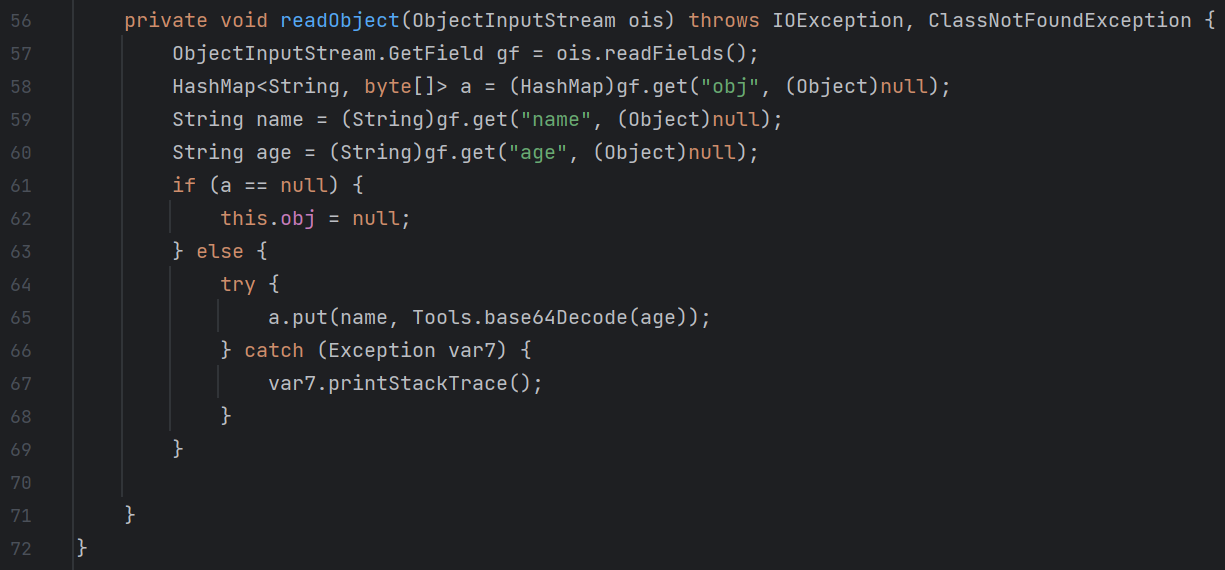 56 private void readObject(ObjectInputStream ois) throws IOException, ClassNotFoundException {
57 ObjectInputStream.GetField gf = ois.readFields();
58 HashMap<String, byte[]> a = (HashMap)gf.get("obj", (Object)null);
59 String name = (String)gf.get("name", (Object)null);
60 String age = (String)gf.get("age", (Object)null);
61 if (a == null) {
62 this.obj = null;
63 } else {
64 try {
65 a.put(name, Tools.base64Decode(age));
66 } catch (Exception var7) {
67 var7.printStackTrace();
68 }
69 }
70
71 }
72 }